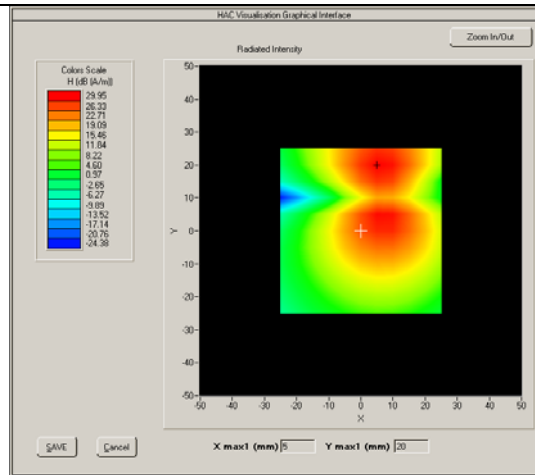 HAC Visualisation Graphical Interface
Zoom In/Out
Radiated Intensity
Colors Scale
H (dB (A/m))
29.95
26.33
22.71
19.09
15.46
11.84
8.22
4.60
0.97
-2.65
-6.27
-9.89
-13.52
-17.14
-20.76
-24.38
50
40
30
20
10
0
-10
-20
-30
-40
-50
Y
-50 -40 -30 -20 -10 0 10 20 30 40 50
X
SAVE
Cancel
X max1 (mm) 5
Y max1 (mm) 20